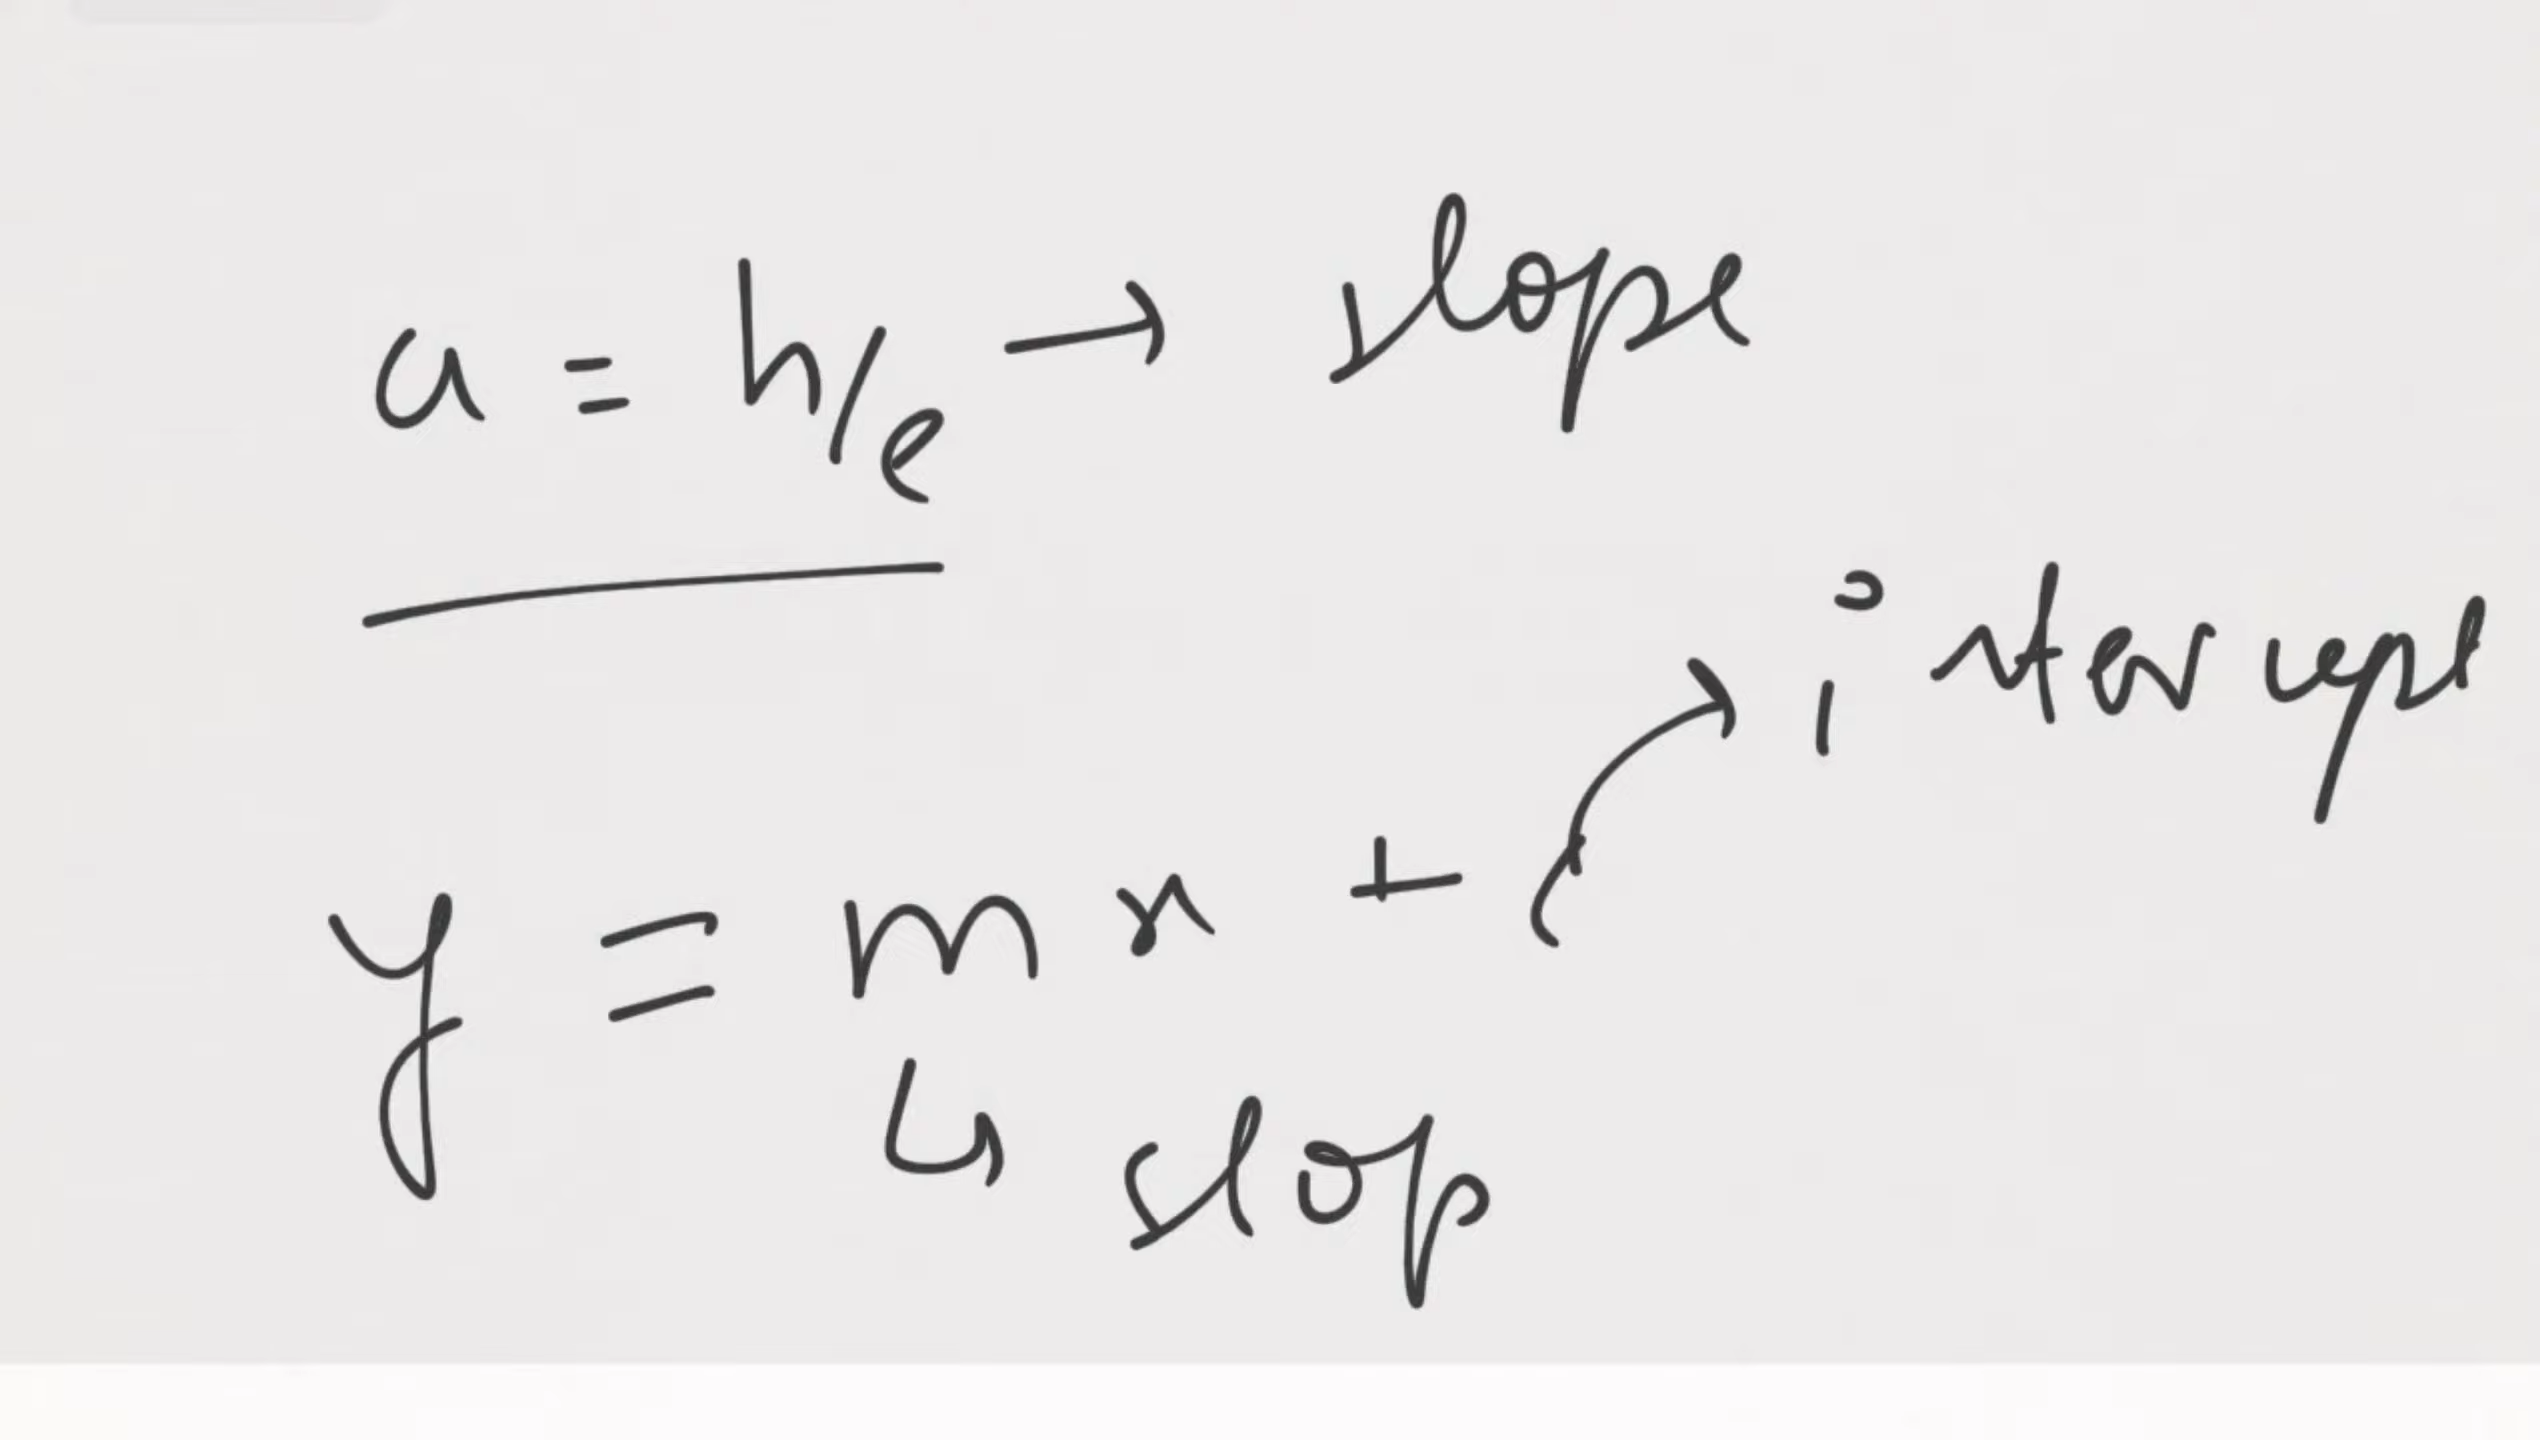 a = h/e → slope
intercept
y = mx + c
↳ slop